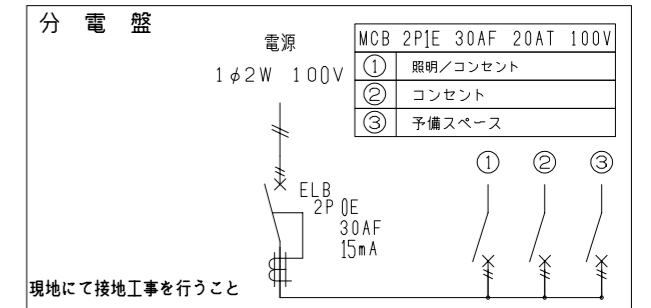 分 電 盤
電源
1φ2W 100V
MCB 2P1E 30AF 20AT 100V
① 照明/コンセント
② コンセント
③ 予備スペース
① ② ③
ELB
2P 0E
30AF
15mA
現地にて接地工事を行うこと